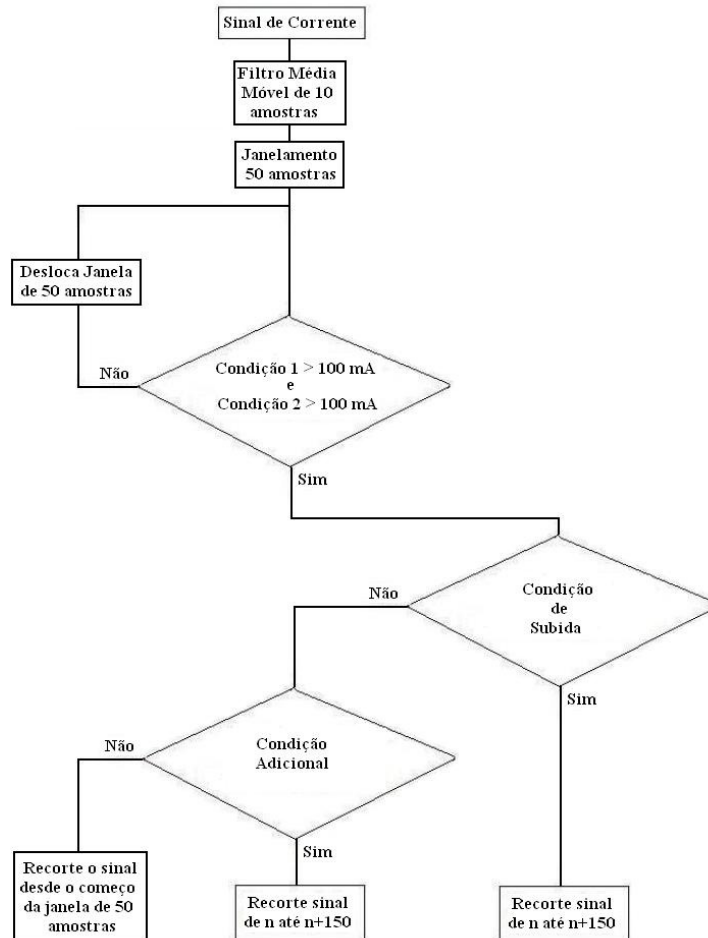 Sinal de Corrente
Filtro Média
Móvel de 10
amostras
Janelamento
50 amostras
Desloca Janela
de 50 amostras
Não
Condição 1 > 100 mA
e
Condição 2 > 100 mA
Sim
Não
Condição
de
Subida
Sim
Não
Condição
Adicional
Sim
Recorte o sinal
desde o começo
da janela de 50
amostras
Recorte sinal
de n até n+150
Recorte sinal
de n até n+150